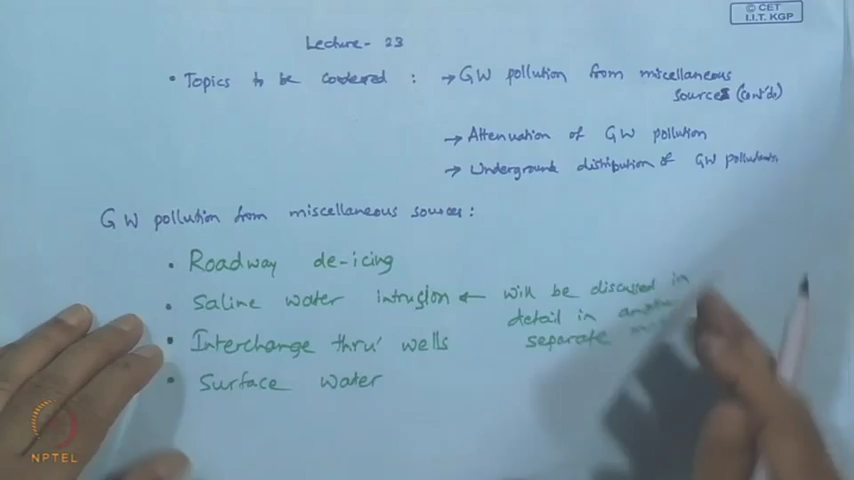 © CET
I.I.T. KGP
Lecture - 23
• Topics to be covered : → GW pollution from miscellaneous
sources (cont'd.)
→ Attenuation of GW pollution
→ Underground distribution of GW pollutants
GW pollution from miscellaneous sources :
• Roadway de-icing
• Saline water intrusion ← will be discussed in
detail in
separate
• Interchange thru' wells
• Surface water
NPTEL